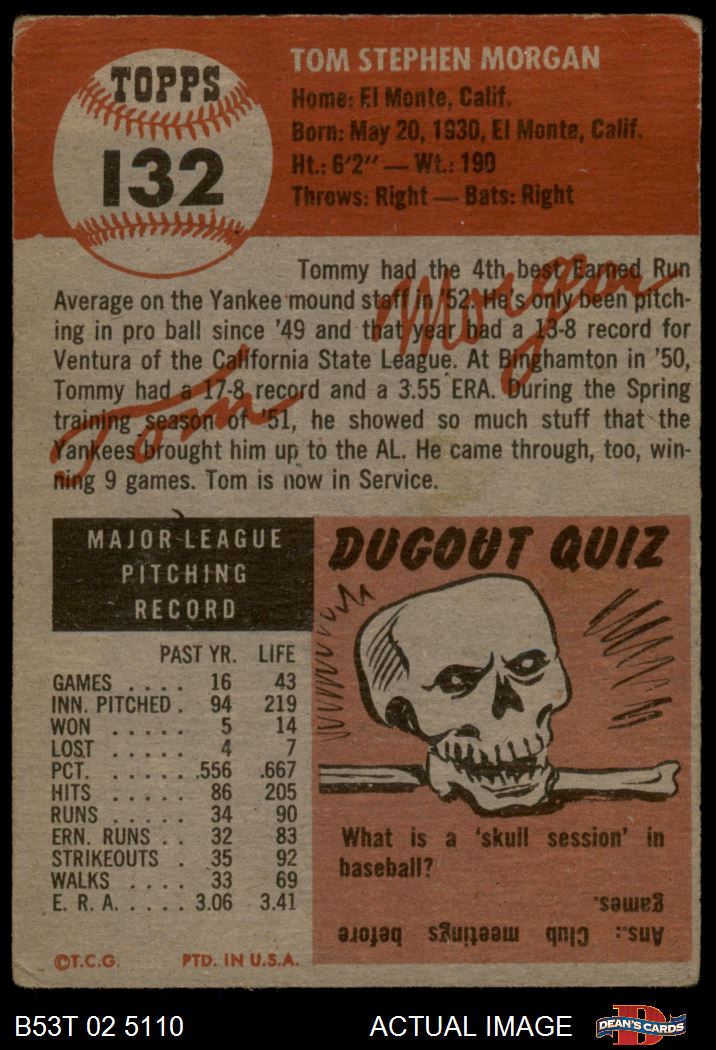 TOPPS
132
TOM STEPHEN MORGAN
Home: El Monte, Calif.
Born: May 20, 1930, El Monte, Calif.
Ht.: 6'2" — Wt.: 190
Throws: Right — Bats: Right
Tommy had the 4th best Earned Run
Average on the Yankee mound staff in '52. He's only been pitch-
ing in pro ball since '49 and that year had a 13-8 record for
Ventura of the California State League. At Binghamton in '50,
Tommy had a 17-8 record and a 3.55 ERA. During the Spring
training season of '51, he showed so much stuff that the
Yankees brought him up to the AL. He came through, too, win-
ning 9 games. Tom is now in Service.
Tom Morgan
MAJOR LEAGUE
PITCHING
RECORD
PAST YR. LIFE
GAMES .... 16 43
INN. PITCHED . 94 219
WON ..... 5 14
LOST ..... 4 7
PCT. ..... .556 .667
HITS ..... 86 205
RUNS ..... 34 90
ERN. RUNS .. 32 83
STRIKEOUTS . 35 92
WALKS .... 33 69
E. R. A. .... 3.06 3.41
©T.C.G. PTD. IN U.S.A.
DUGOUT QUIZ
What is a 'skull session' in
baseball?
Ans.: Club meetings before
games.
B53T 02 5110
ACTUAL IMAGE
D
DEAN'S CARDS